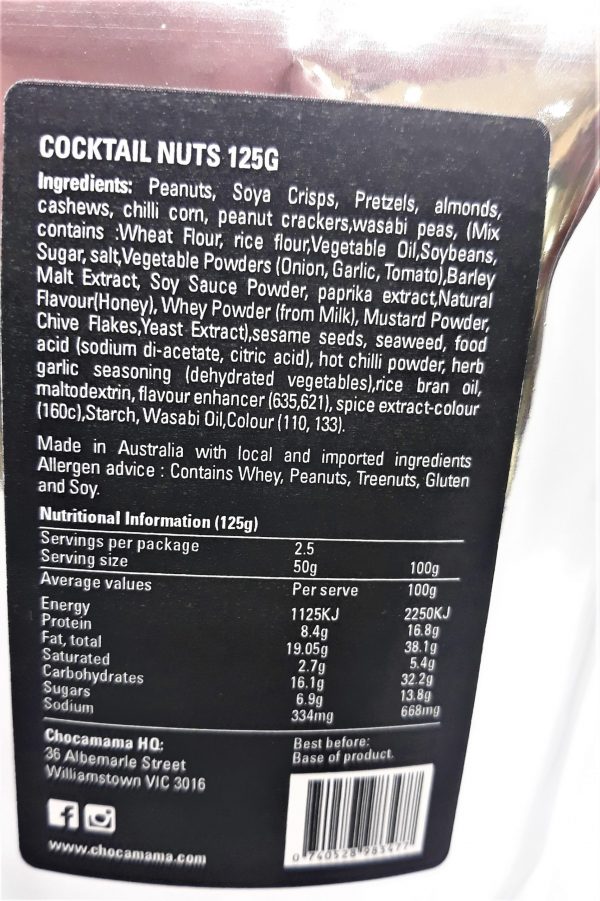 COCKTAIL NUTS 125G
Ingredients: Peanuts, Soya Crisps, Pretzels, almonds,
cashews, chilli corn, peanut crackers,wasabi peas, (Mix
contains :Wheat Flour, rice flour,Vegetable Oil,Soybeans,
Sugar, salt,Vegetable Powders (Onion, Garlic, Tomato),Barley
Malt Extract, Soy Sauce Powder, paprika extract,Natural
Flavour(Honey), Whey Powder (from Milk), Mustard Powder,
Chive Flakes,Yeast Extract),sesame seeds, seaweed, food
acid (sodium di-acetate, citric acid), hot chilli powder, herb
garlic seasoning (dehydrated vegetables),rice bran oil,
maltodextrin, flavour enhancer (635,621), spice extract-colour
(160c),Starch, Wasabi Oil,Colour (110, 133).
Made in Australia with local and imported ingredients
Allergen advice : Contains Whey, Peanuts, Treenuts, Gluten
and Soy.
Nutritional Information (125g)
Servings per package 2.5
Serving size 50g 100g
Average values Per serve 100g
Energy 1125KJ 2250KJ
Protein 8.4g 16.8g
Fat, total 19.05g 38.1g
Saturated 2.7g 5.4g
Carbohydrates 16.1g 32.2g
Sugars 6.9g 13.8g
Sodium 334mg 668mg
Chocamama HQ:
36 Albemarle Street
Williamstown VIC 3016
www.chocamama.com
Best before:
Base of product.
0 740528 983477